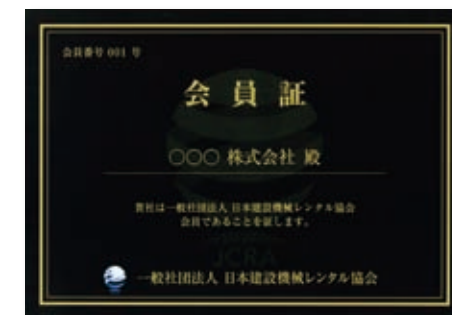 会員番号 001 号
会 員 証
○○○ 株式会社 殿
貴社は一般社団法人 日本建設機械レンタル協会
会員であることを証します。
JCRA
一般社団法人 日本建設機械レンタル協会